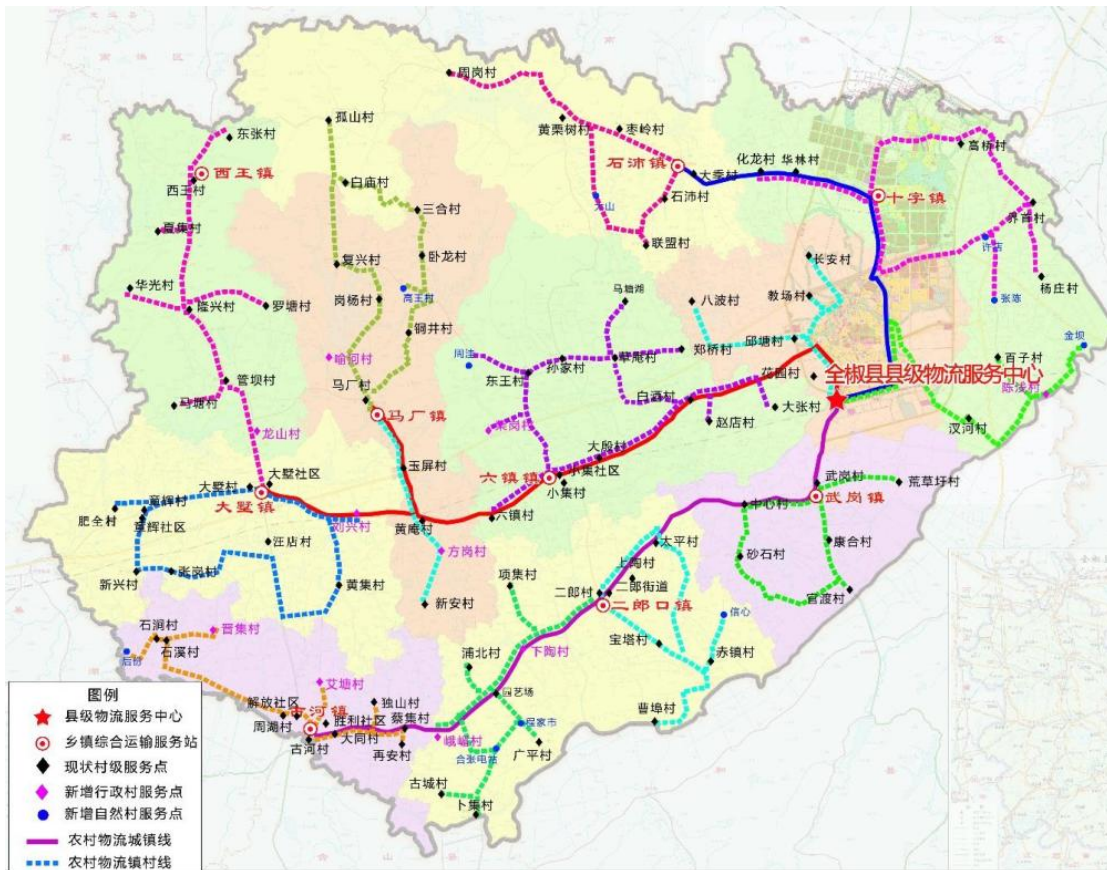 周岗村
孤山村
黄栗树村
枣岭村
东张村
石沛镇
化龙村
华林村
高桥村
西王镇
大季村
西王村
白庙村
十字镇
三合村
大山
石沛村
界首村
夏集村
联盟村
许店
复兴村
卧龙村
长安村
杨庄村
华光村
岗杨村
高王村
马塘湖
八波村
教场村
张陈
隆兴村
罗塘村
铜井村
邱塘村
金坝
周洼
郑桥村
百子村
管坝村
马厂村
东王村
孙家村
草庵村
花园村
全椒县县级物流服务中心
陈浅村
马塘村
马厂镇
白酒村
大张村
赵店村
汊河村
龙山村
大殷村
玉屏村
六镇镇
小集社区
小集村
大墅村
大墅社区
武岗村
荒草圩村
大墅镇
武岗镇
肥全村
章辉村
章辉社区
刘兴村
黄庵村
六镇村
中心村
汪店村
方岗村
太平村
康合村
砂石村
新兴村
张岗村
黄集村
项集村
上陶村
二郎村
二郎街道
官渡村
新安村
二郎口镇
信心
石涧村
晋集村
石溪村
宝塔村
下陶村
浦北村
赤镇村
艾塘村
园艺场
图例
县级物流服务中心
解放社区
古河镇
独山村
周湖村
胜利社区
蔡集村
程家市
曹埠村
乡镇综合运输服务站
古河村
大同村
再安村
广平村
合张电站
现状村级服务点
新增行政村服务点
古城村
卜集村
新增自然村服务点
农村物流城镇线
农村物流镇村线